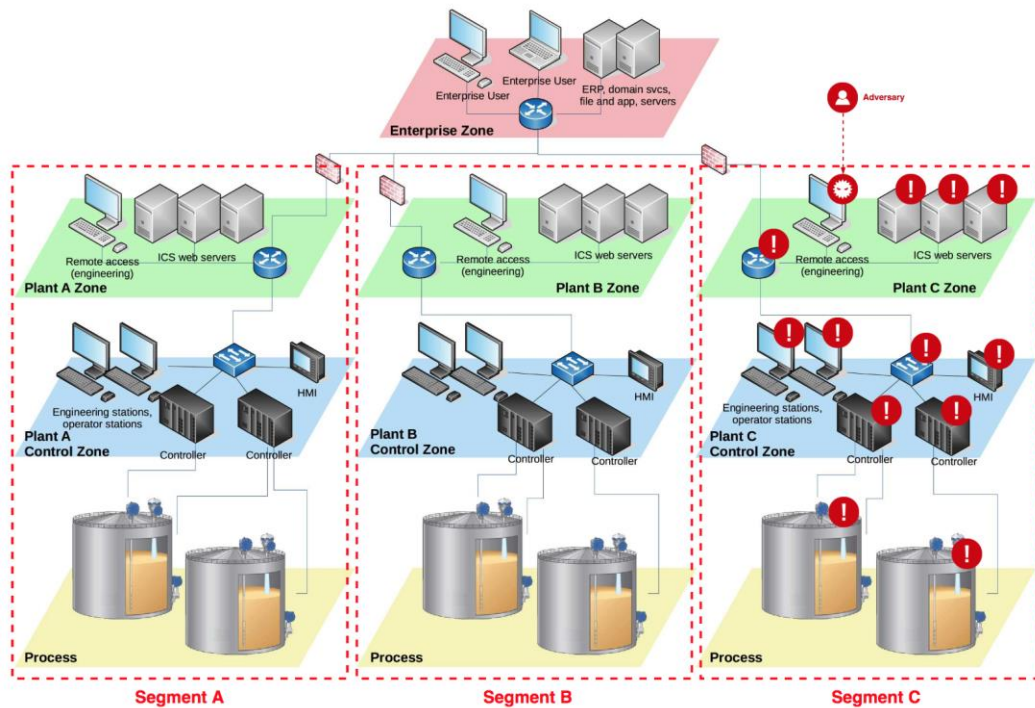 Enterprise User
Enterprise User
ERP, domain svcs,
file and app, servers
Enterprise Zone
Adversary
Remote access
(engineering)
ICS web servers
Plant A Zone
Remote access
(engineering)
ICS web servers
Plant B Zone
Remote access
(engineering)
ICS web servers
Plant C Zone
Engineering stations,
operator stations
HMI
Plant A
Control Zone
Controller
Controller
HMI
Plant B
Control Zone
Controller
Controller
Engineering stations,
operator stations
HMI
Plant C
Control Zone
Controller
Controller
!
!
!
!
!
!
!
!
!
!
!
!
Process
Process
Process
Segment A
Segment B
Segment C